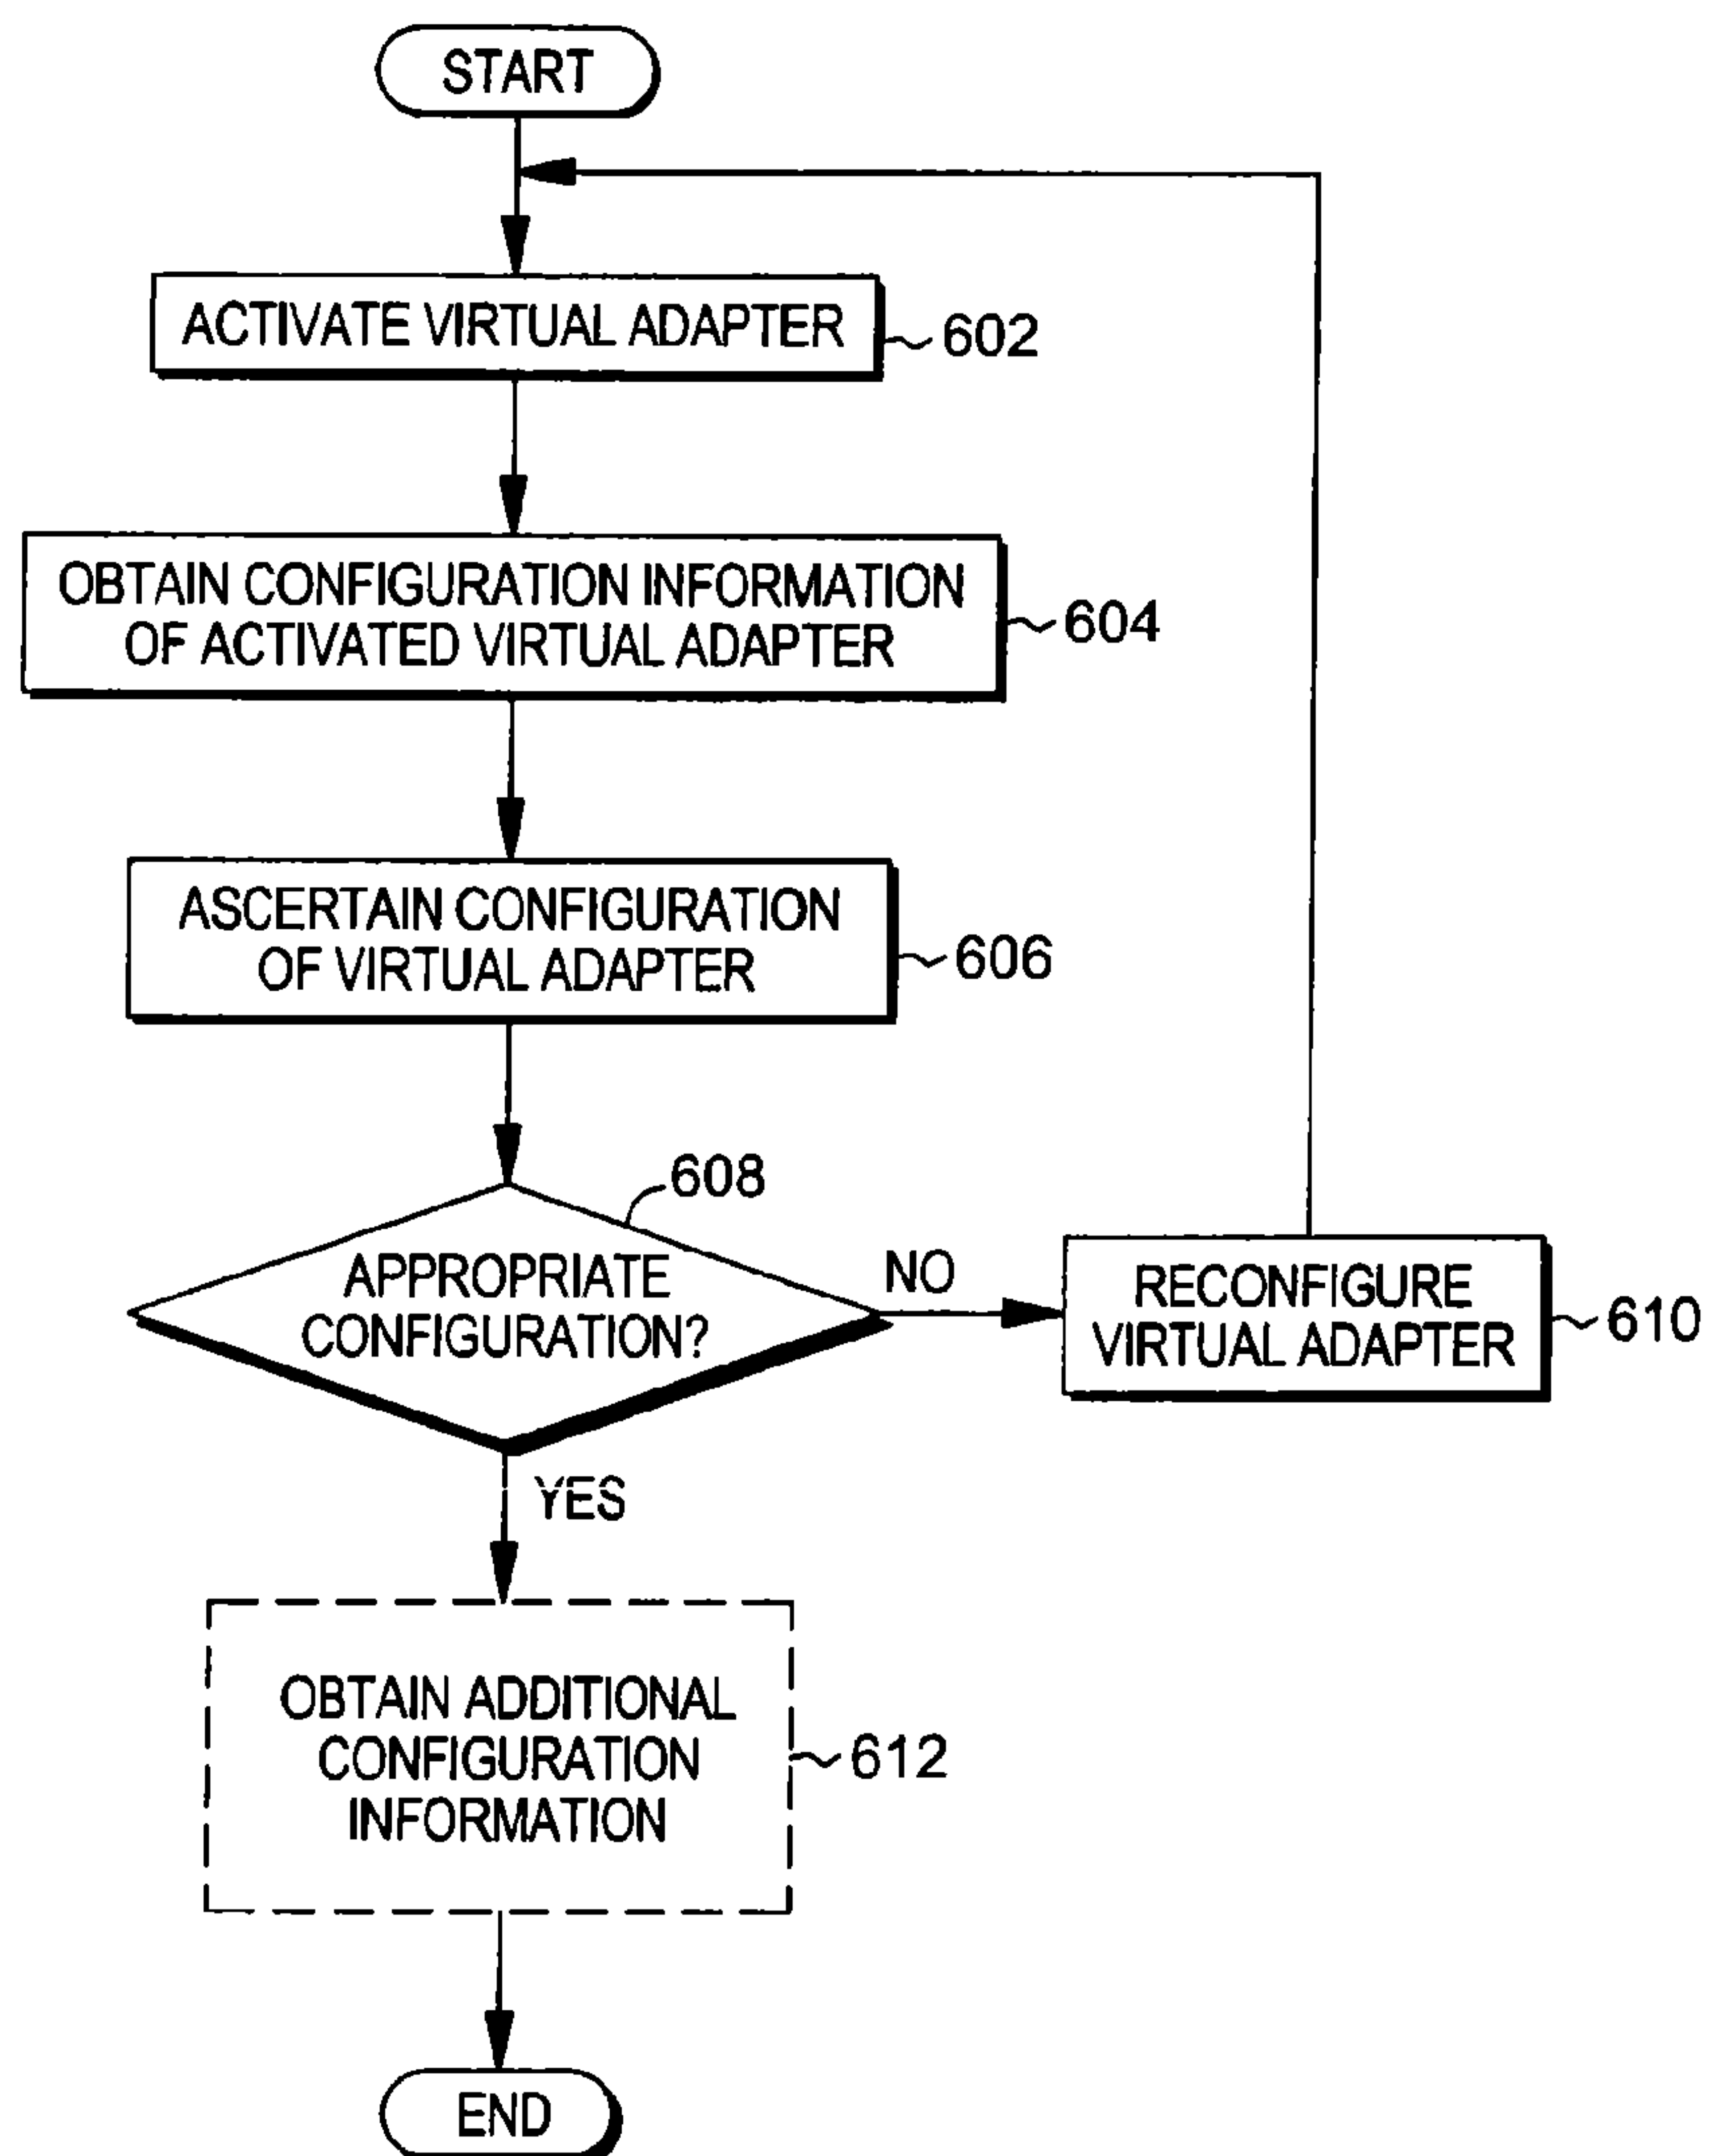 START
ACTIVATE VIRTUAL ADAPTER
602
OBTAIN CONFIGURATION INFORMATION
OF ACTIVATED VIRTUAL ADAPTER
604
ASCERTAIN CONFIGURATION
OF VIRTUAL ADAPTER
606
608
APPROPRIATE
CONFIGURATION?
NO
RECONFIGURE
VIRTUAL ADAPTER
610
YES
OBTAIN ADDITIONAL
CONFIGURATION
INFORMATION
612
END